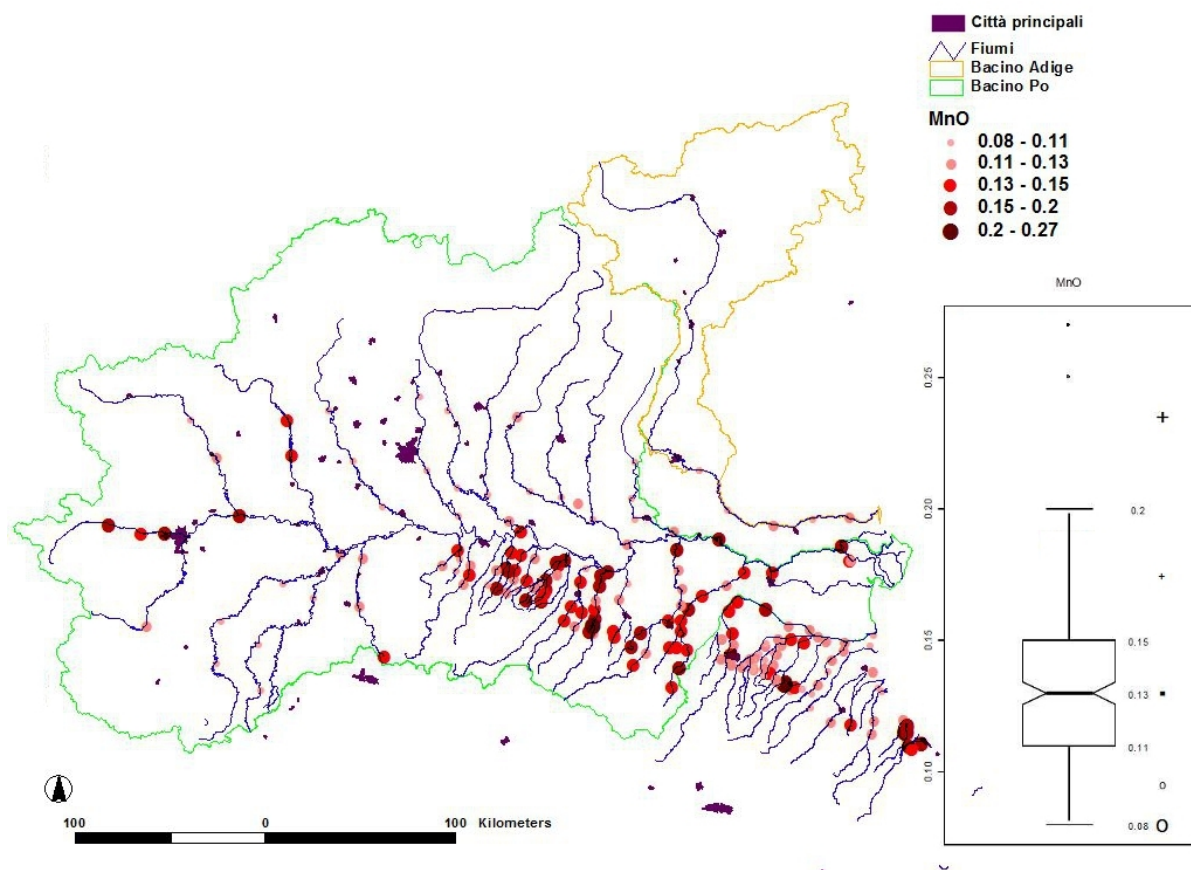 Città principali
Fiumi
Bacino Adige
Bacino Po
MnO
0.08 - 0.11
0.11 - 0.13
0.13 - 0.15
0.15 - 0.2
0.2 - 0.27
MnO
0.25
0.20
0.2
0.15
0.15
0.13
0.11
0.10
0.08
100 0 100 Kilometers